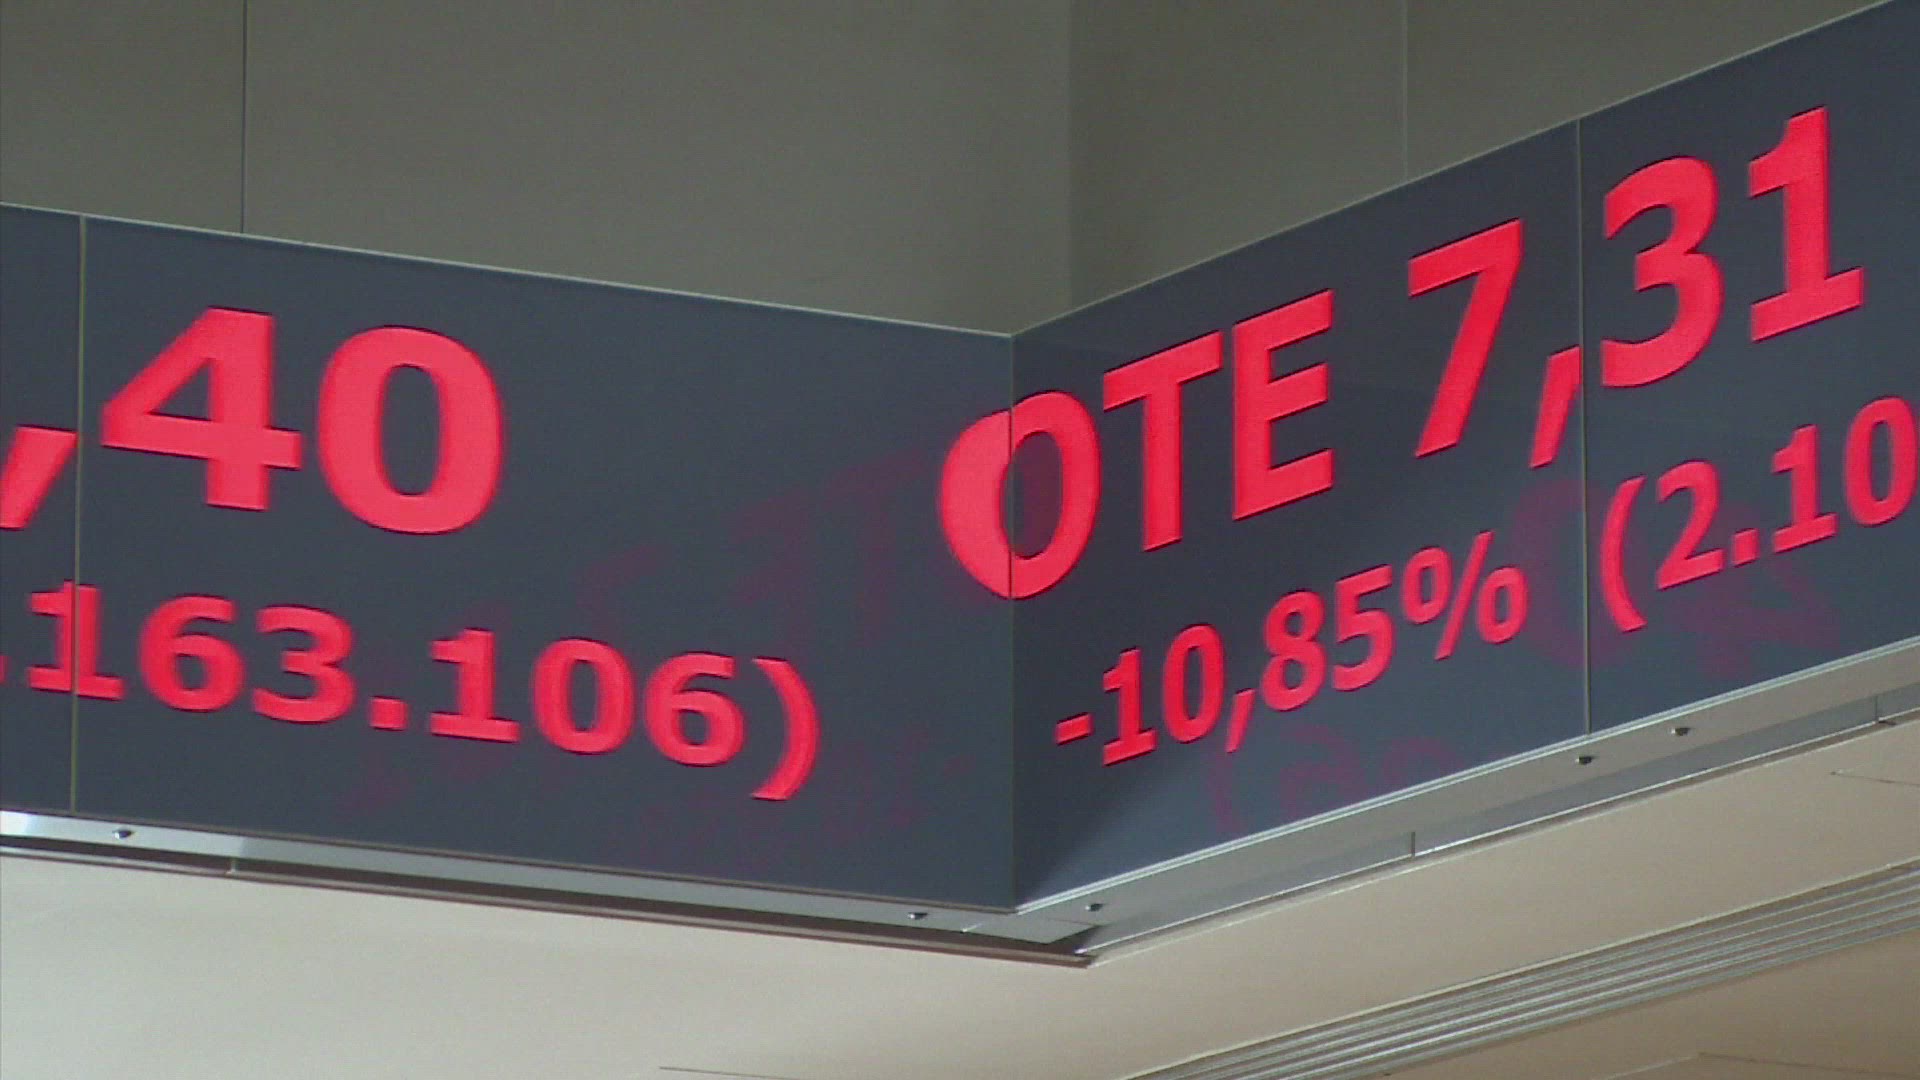 ,40
.163.106)
OTE 7,31
-10,85% (2.10